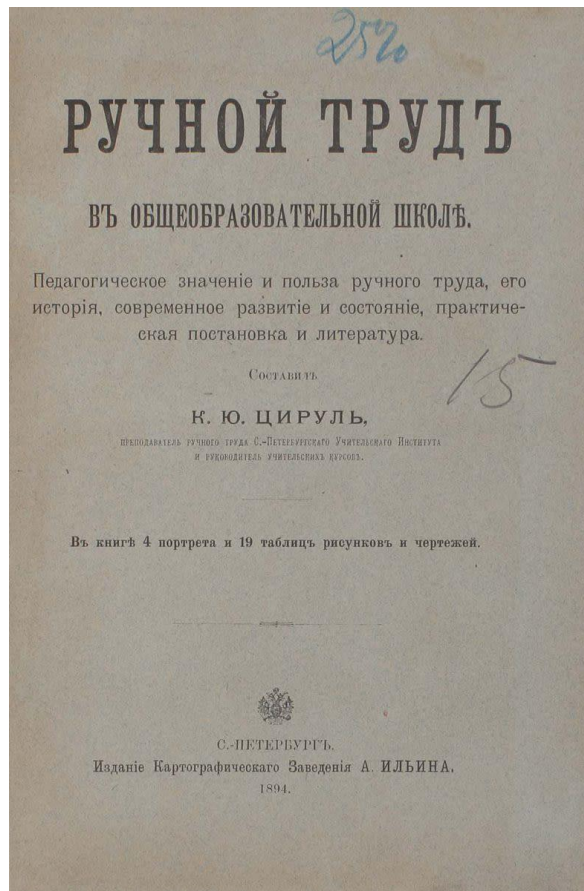 25%
РУЧНОЙ ТРУДЪ
ВЪ ОБЩЕОБРАЗОВАТЕЛЬНОЙ ШКОЛѢ.
Педагогическое значеніе и польза ручного труда, его
исторія, современное развитіе и состояніе, практиче-
ская постановка и литература.
Составилъ
15
К. Ю. ЦИРУЛЬ,
ПРЕПОДАВАТЕЛЬ РУЧНОГО ТРУДА С.-ПЕТЕРБУРГСКАГО УЧИТЕЛЬСКАГО ИНСТИТУТА
И РУКОВОДИТЕЛЬ УЧИТЕЛЬСКИХЪ КУРСОВЪ.
Въ книгѣ 4 портрета и 19 таблицъ рисунковъ и чертежей.
С.-ПЕТЕРБУРГЪ.
Изданіе Картографическаго Заведенія А. ИЛЬИНА.
1894.